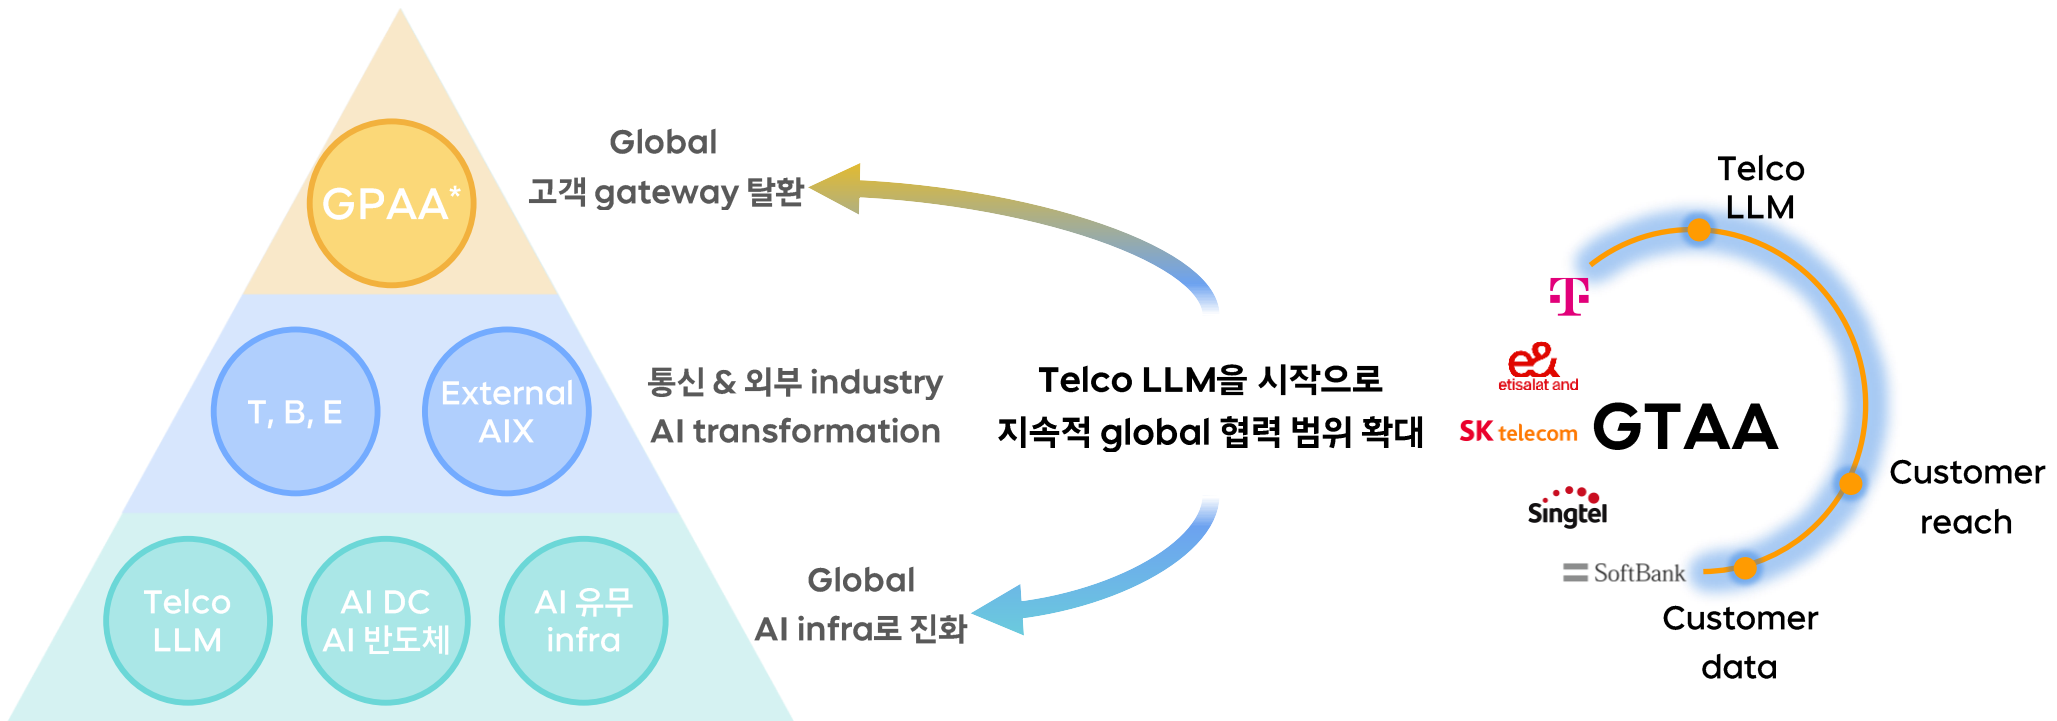 GPAA*
Global
고객 gateway 탈환
T, B, E
External
AIX
통신 & 외부 industry
AI transformation
Telco
LLM
AI DC
AI 반도체
AI 유무
infra
Global
AI infra로 진화
Telco LLM을 시작으로
지속적 global 협력 범위 확대
Telco
LLM
T
e&
etisalat and
SK telecom
GTAA
Singtel
SoftBank
Customer
reach
Customer
data